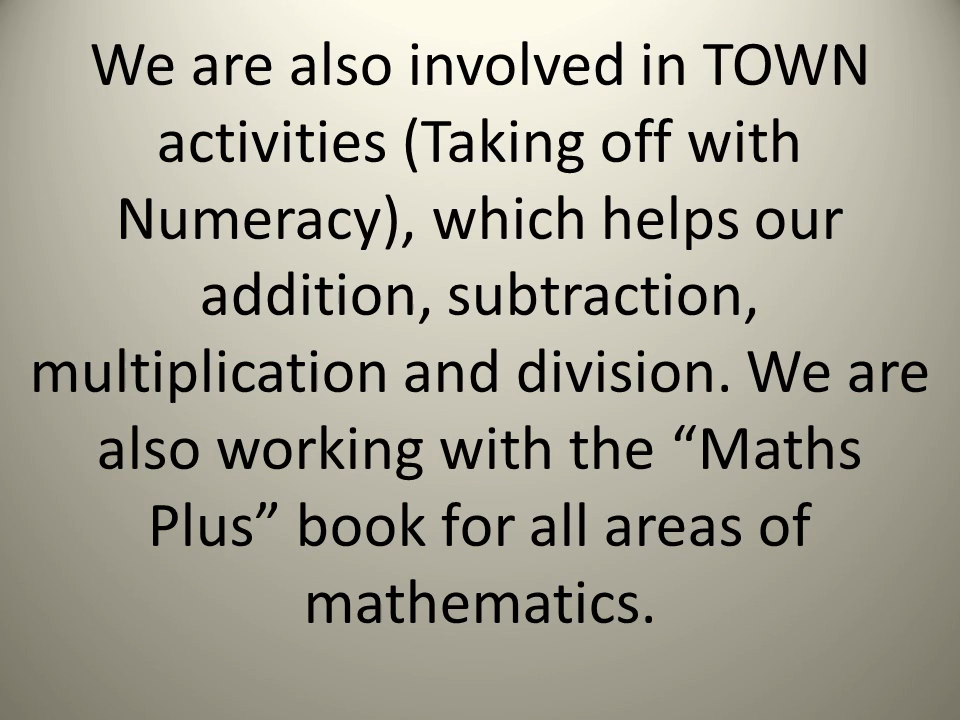 We are also involved in TOWN
activities (Taking off with
Numeracy), which helps our
addition, subtraction,
multiplication and division. We are
also working with the “Maths
Plus” book for all areas of
mathematics.